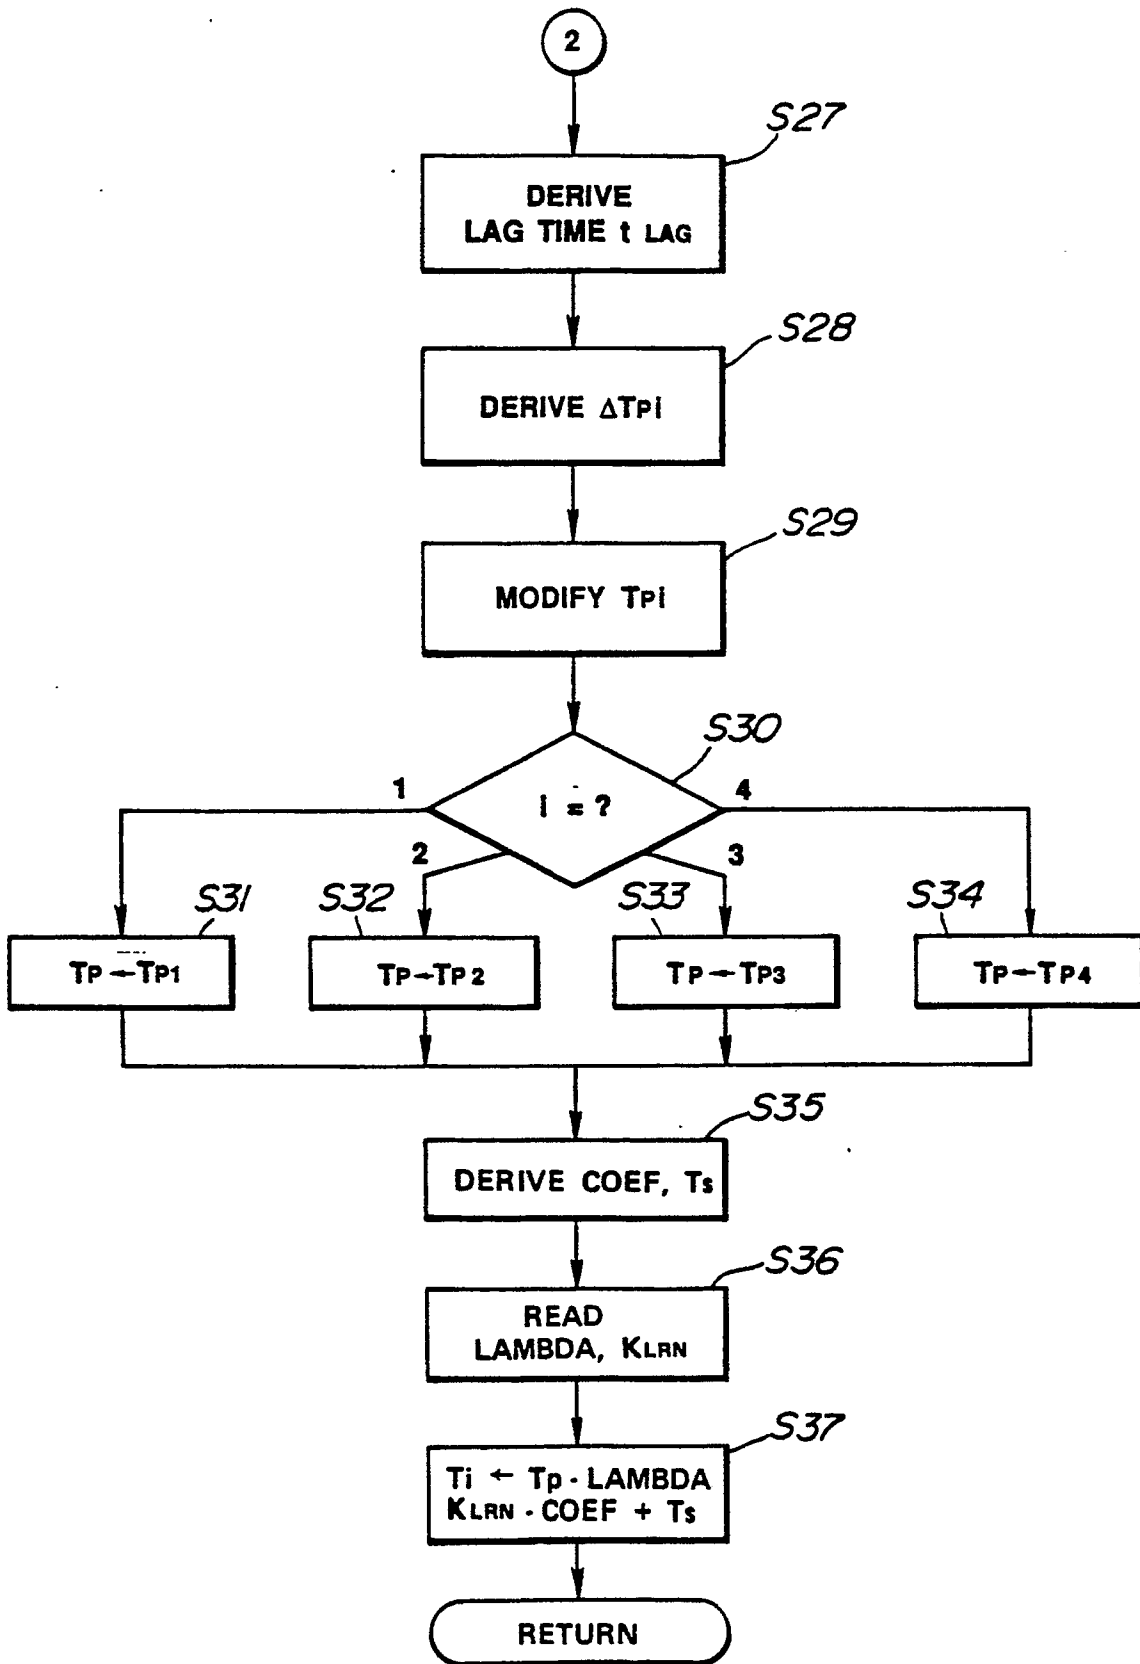 2
S27
DERIVE
LAG TIME t LAG
S28
DERIVE ΔTPi
S29
MODIFY TPi
S30
i = ?
1
4
2
3
S31
S32
S33
S34
TP←TP1
TP←TP2
TP←TP3
TP←TP4
S35
DERIVE COEF, Ts
S36
READ
LAMBDA, KLRN
S37
Ti ← Tp · LAMBDA
KLRN · COEF + Ts
RETURN